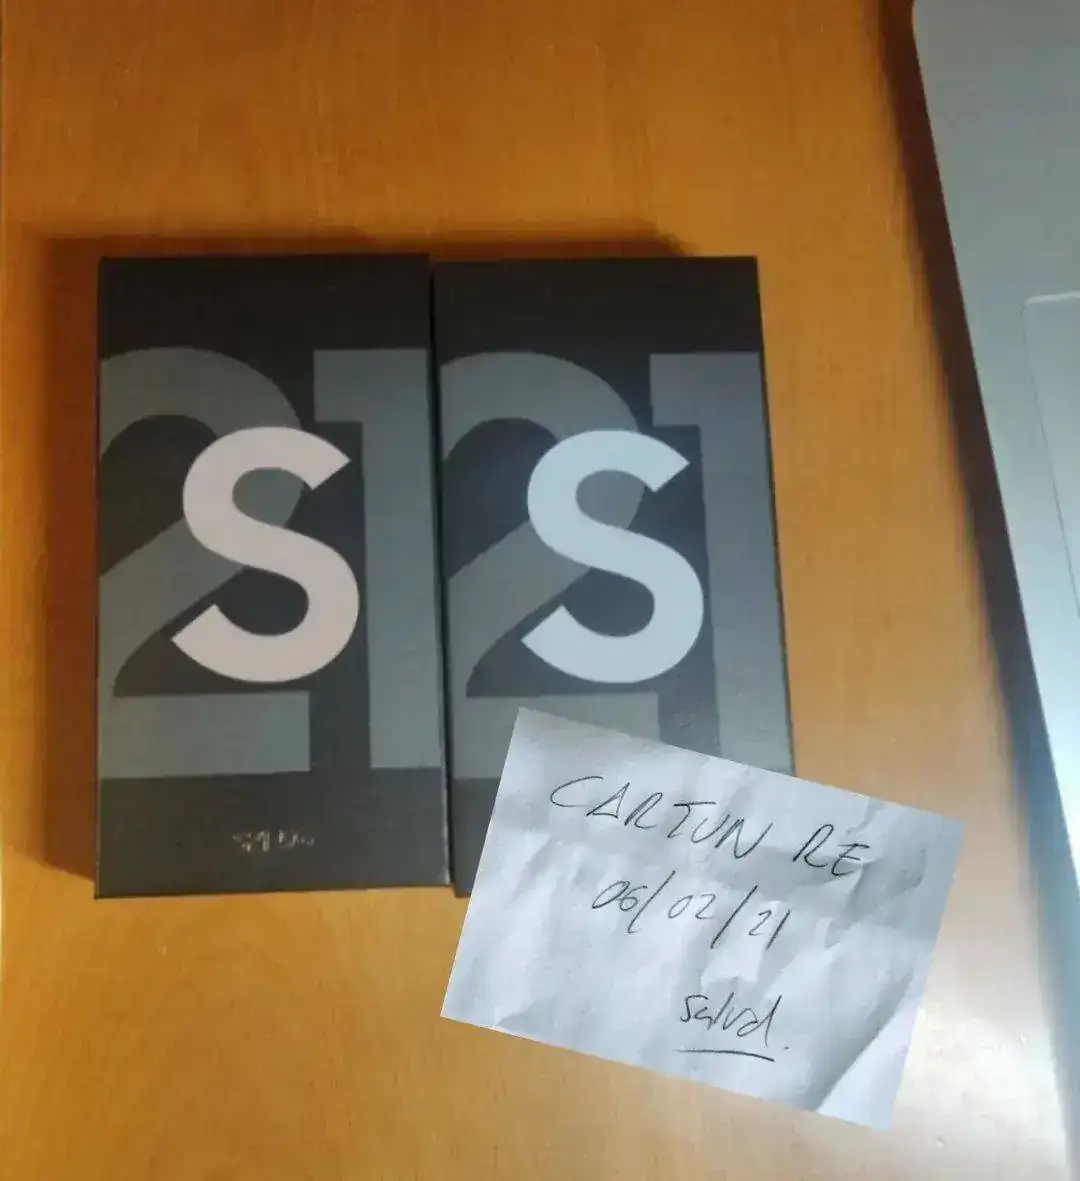 S21
S21
CARTUN RE
06/02/21
salud.